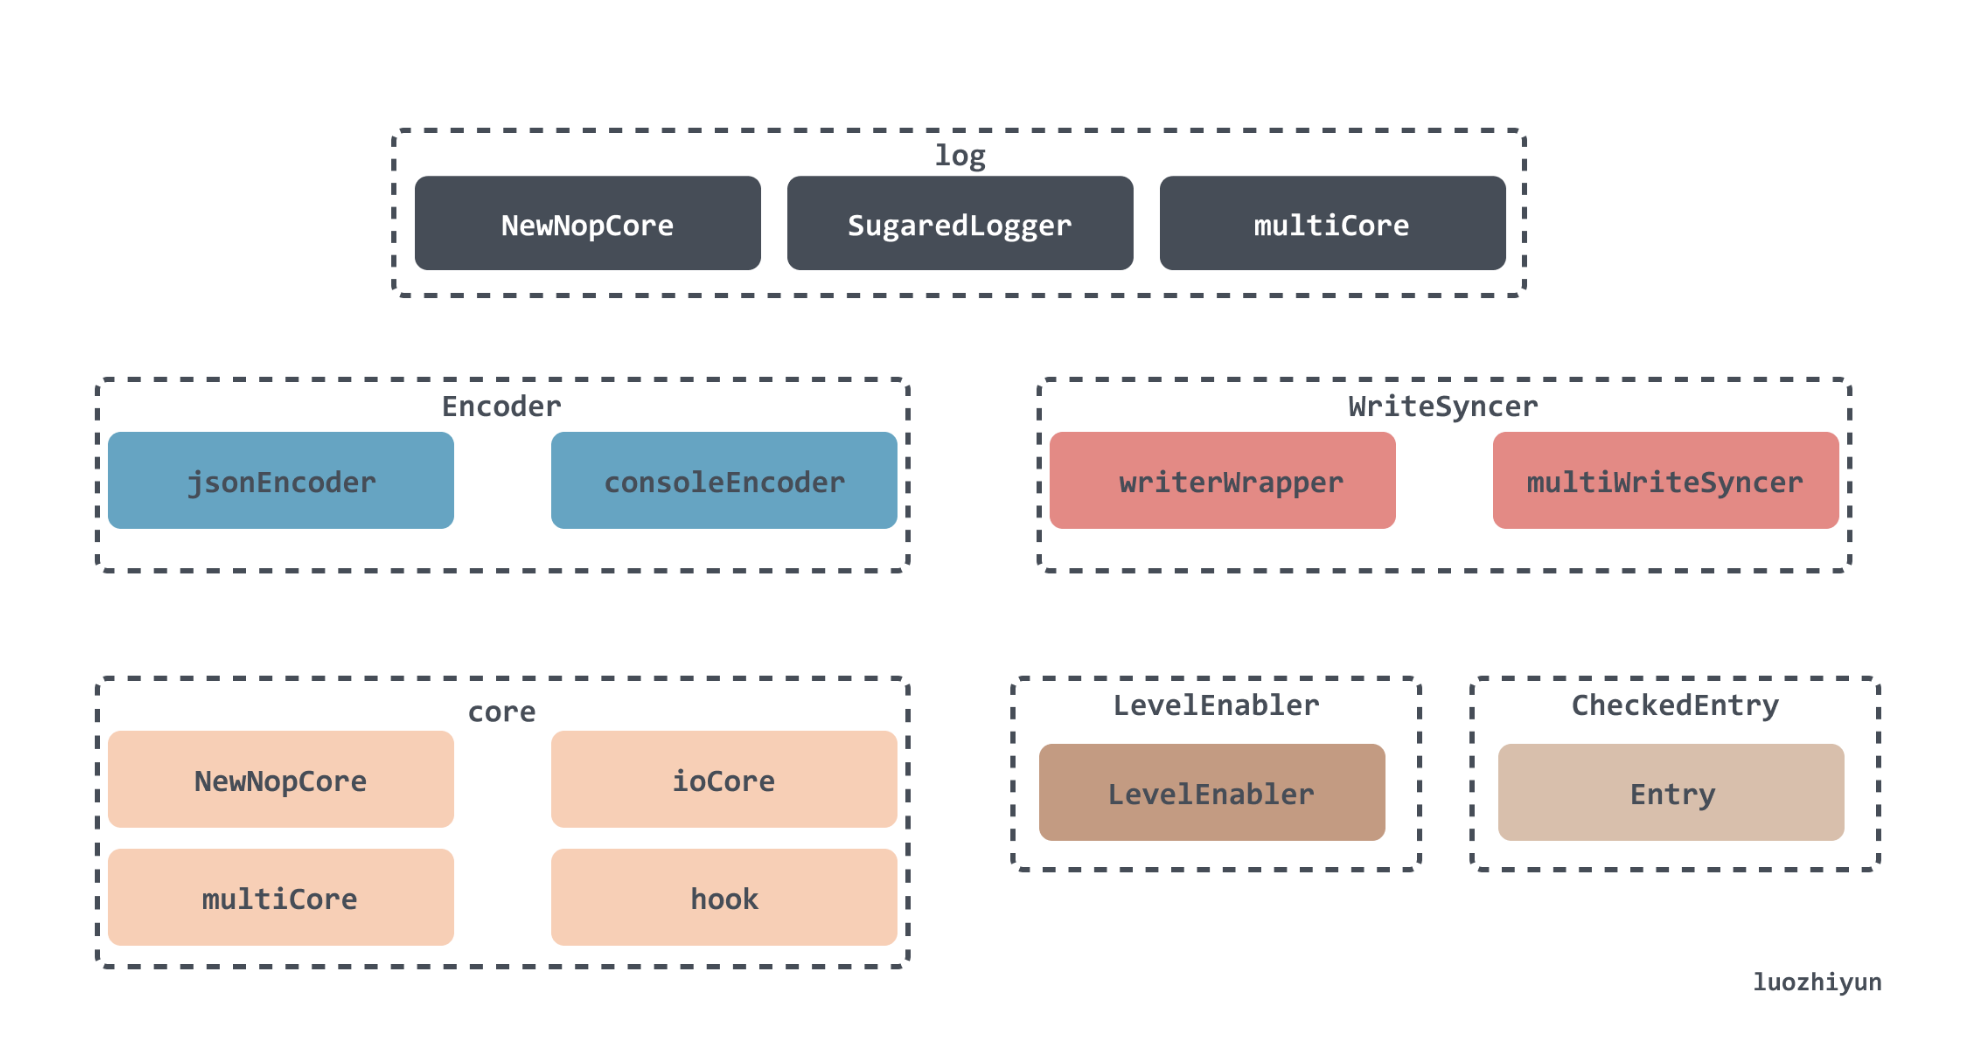 log
NewNopCore
SugaredLogger
multiCore
Encoder
jsonEncoder
consoleEncoder
WriteSyncer
writerWrapper
multiWriteSyncer
core
NewNopCore
ioCore
multiCore
hook
LevelEnabler
LevelEnabler
CheckedEntry
Entry
luozhiyun